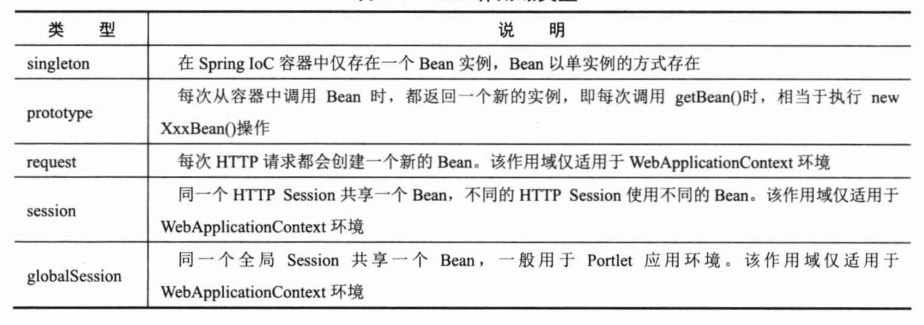 类 型 说 明
singleton 在 Spring IoC 容器中仅存在一个 Bean 实例，Bean 以单实例的方式存在
prototype 每次从容器中调用 Bean 时，都返回一个新的实例，即每次调用 getBean()时，相当于执行 new
XxxBean()操作
request 每次 HTTP 请求都会创建一个新的 Bean。该作用域仅适用于 WebApplicationContext 环境
session 同一个 HTTP Session 共享一个 Bean，不同的 HTTP Session 使用不同的 Bean。该作用域仅适用于
WebApplicationContext 环境
globalSession 同一个全局 Session 共享一个 Bean，一般用于 Portlet 应用环境。该作用域仅适用于
WebApplicationContext 环境